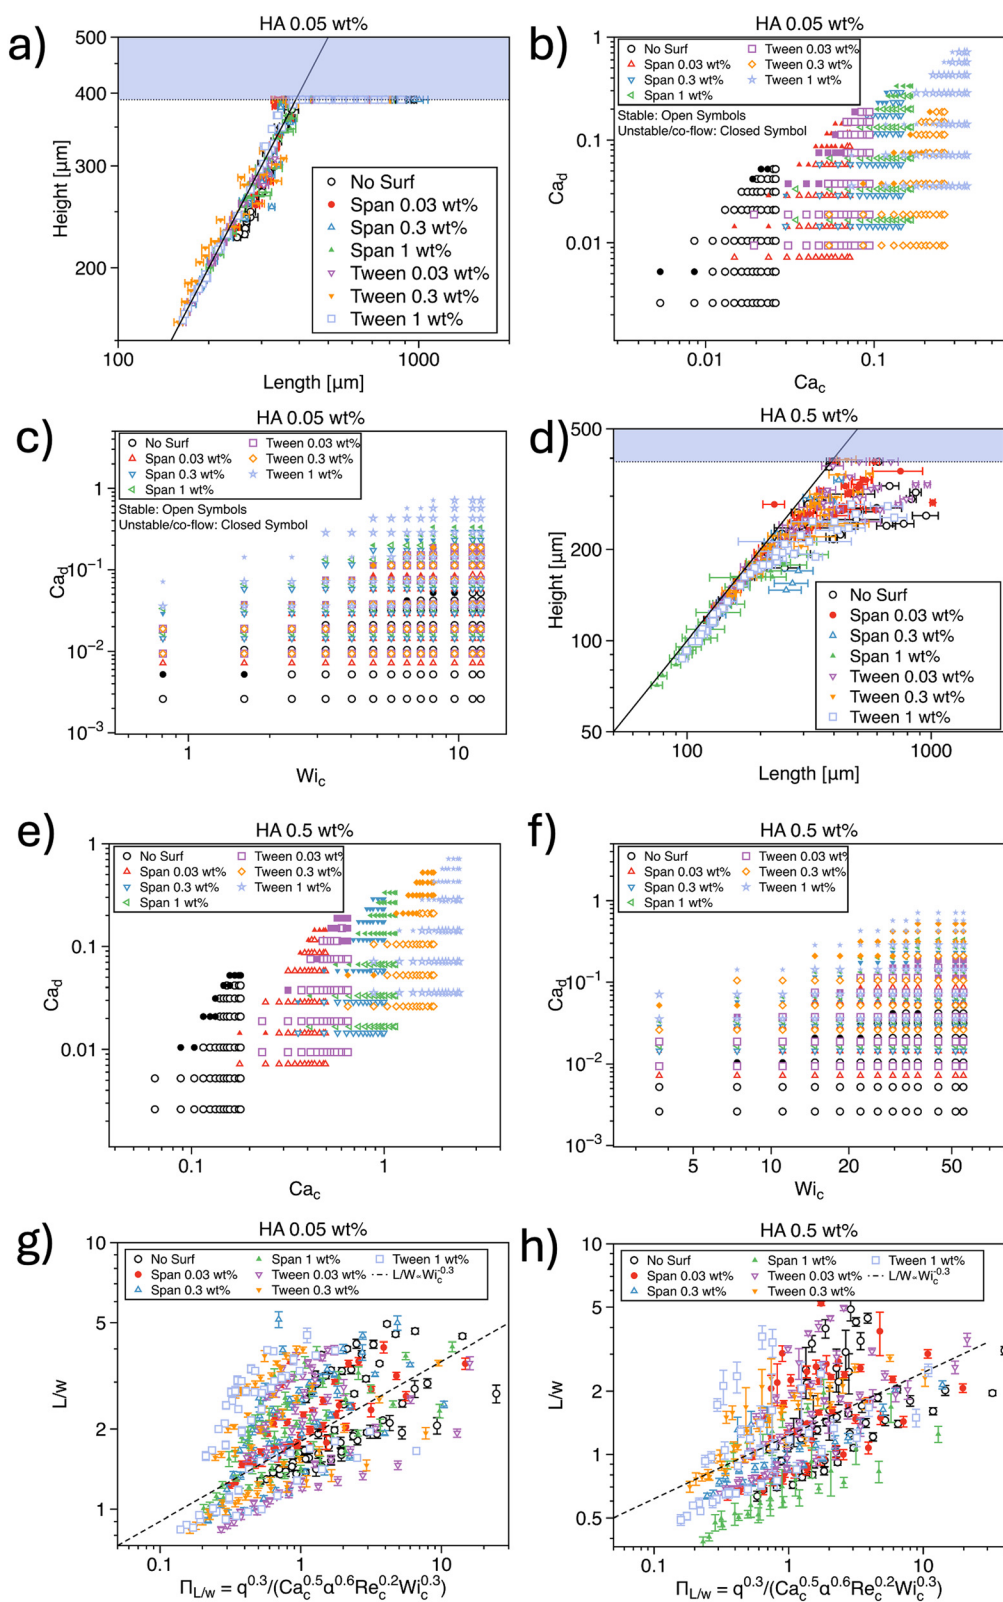 a)
HA 0.05 wt%
500
400
300
200
100
1000
Height [µm]
Length [µm]
No Surf
Span 0.03 wt%
Span 0.3 wt%
Span 1 wt%
Tween 0.03 wt%
Tween 0.3 wt%
Tween 1 wt%
b)
HA 0.05 wt%
No Surf
Span 0.03 wt%
Span 0.3 wt%
Span 1 wt%
Tween 0.03 wt%
Tween 0.3 wt%
Tween 1 wt%
Stable: Open Symbols
Unstable/co-flow: Closed Symbol
1
0.1
0.01
Ca_d
0.01
0.1
1
Ca_c
c)
HA 0.05 wt%
No Surf
Span 0.03 wt%
Span 0.3 wt%
Span 1 wt%
Tween 0.03 wt%
Tween 0.3 wt%
Tween 1 wt%
Stable: Open Symbols
Unstable/co-flow: Closed Symbol
1
10⁻¹
10⁻²
10⁻³
Ca_d
1
10
Wi_c
d)
HA 0.5 wt%
500
200
100
50
Height [µm]
100
1000
Length [µm]
No Surf
Span 0.03 wt%
Span 0.3 wt%
Span 1 wt%
Tween 0.03 wt%
Tween 0.3 wt%
Tween 1 wt%
e)
HA 0.5 wt%
No Surf
Span 0.03 wt%
Span 0.3 wt%
Span 1 wt%
Tween 0.03 wt%
Tween 0.3 wt%
Tween 1 wt%
1
0.1
0.01
Ca_d
0.1
1
Ca_c
f)
HA 0.5 wt%
No Surf
Span 0.03 wt%
Span 0.3 wt%
Span 1 wt%
Tween 0.03 wt%
Tween 0.3 wt%
Tween 1 wt%
1
10⁻¹
10⁻²
10⁻³
Ca_d
5
10
20
50
Wi_c
g)
HA 0.05 wt%
No Surf
Span 0.03 wt%
Span 0.3 wt%
Span 1 wt%
Tween 0.03 wt%
Tween 0.3 wt%
Tween 1 wt%
L/W∝Wi_c^-0.3
10
5
2
1
L/w
0.1
1
10
Π_L/w = q^0.3/(Ca_c^0.5 α^0.6 Re_c^0.2 Wi_c^0.3)
h)
HA 0.5 wt%
No Surf
Span 0.03 wt%
Span 0.3 wt%
Span 1 wt%
Tween 0.03 wt%
Tween 0.3 wt%
Tween 1 wt%
L/W∝Wi_c^-0.3
10
5
2
1
0.5
L/w
0.1
1
10
Π_L/w = q^0.3/(Ca_c^0.5 α^0.6 Re_c^0.2 Wi_c^0.3)